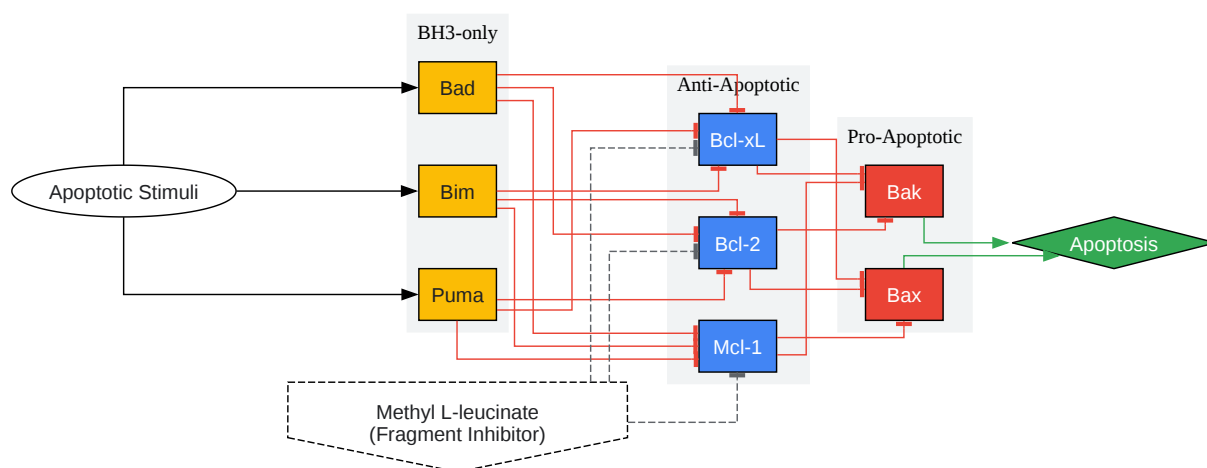 BH3-only
Bad
Anti-Apoptotic
Bcl-xL
Pro-Apoptotic
Apoptotic Stimuli
Bim
Bak
Bcl-2
Apoptosis
Puma
Bax
Mcl-1
Methyl L-leucinate
(Fragment Inhibitor)